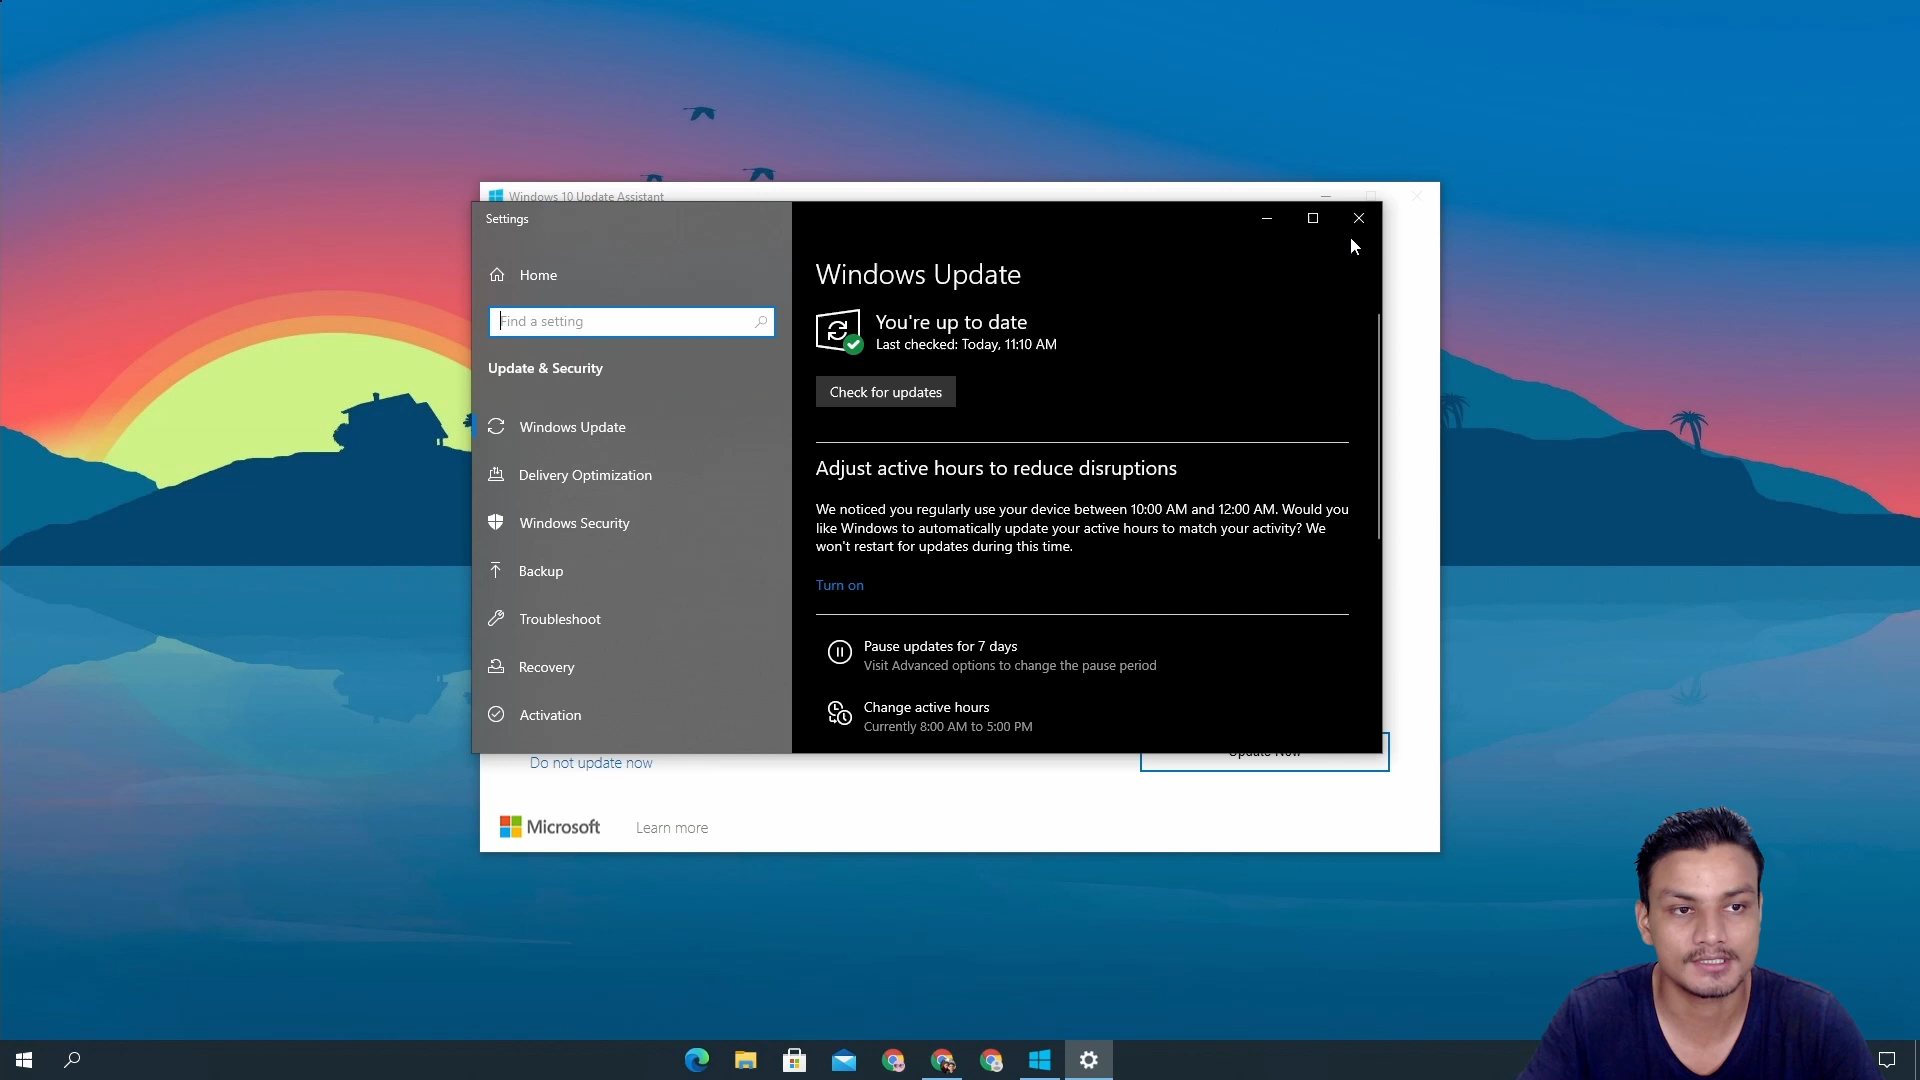 Windows 10 Update Assistant
Settings
Home
Find a setting
Update & Security
Windows Update
Delivery Optimization
Windows Security
Backup
Troubleshoot
Recovery
Activation
Windows Update
You're up to date
Last checked: Today, 11:10 AM
Check for updates
Adjust active hours to reduce disruptions
We noticed you regularly use your device between 10:00 AM and 12:00 AM. Would you
like Windows to automatically update your active hours to match your activity? We
won't restart for updates during this time.
Turn on
Pause updates for 7 days
Visit Advanced options to change the pause period
Change active hours
Currently 8:00 AM to 5:00 PM
Do not update now
Update Now
Microsoft
Learn more